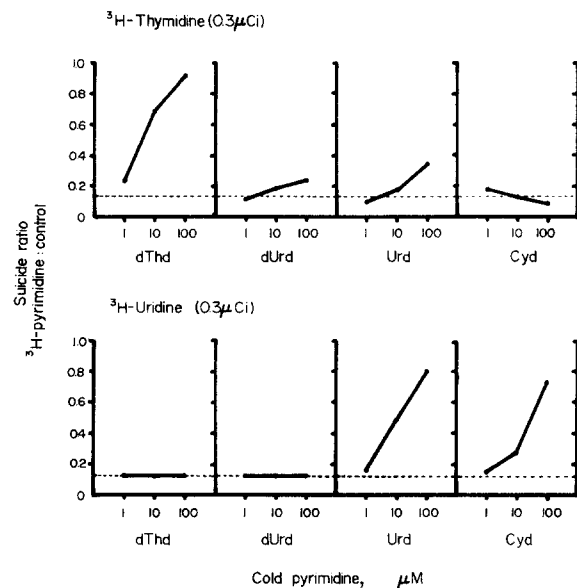 ³H-Thymidine (0.3μCi)
1.0
0.8
0.6
0.4
0.2
0
1 10 100 1 10 100 1 10 100 1 10 100
dThd dUrd Urd Cyd
Suicide ratio
³H-pyrimidine: control
³H-Uridine (0.3μCi)
1.0
0.8
0.6
0.4
0.2
0
1 10 100 1 10 100 1 10 100 1 10 100
dThd dUrd Urd Cyd
Cold pyrimidine, μM